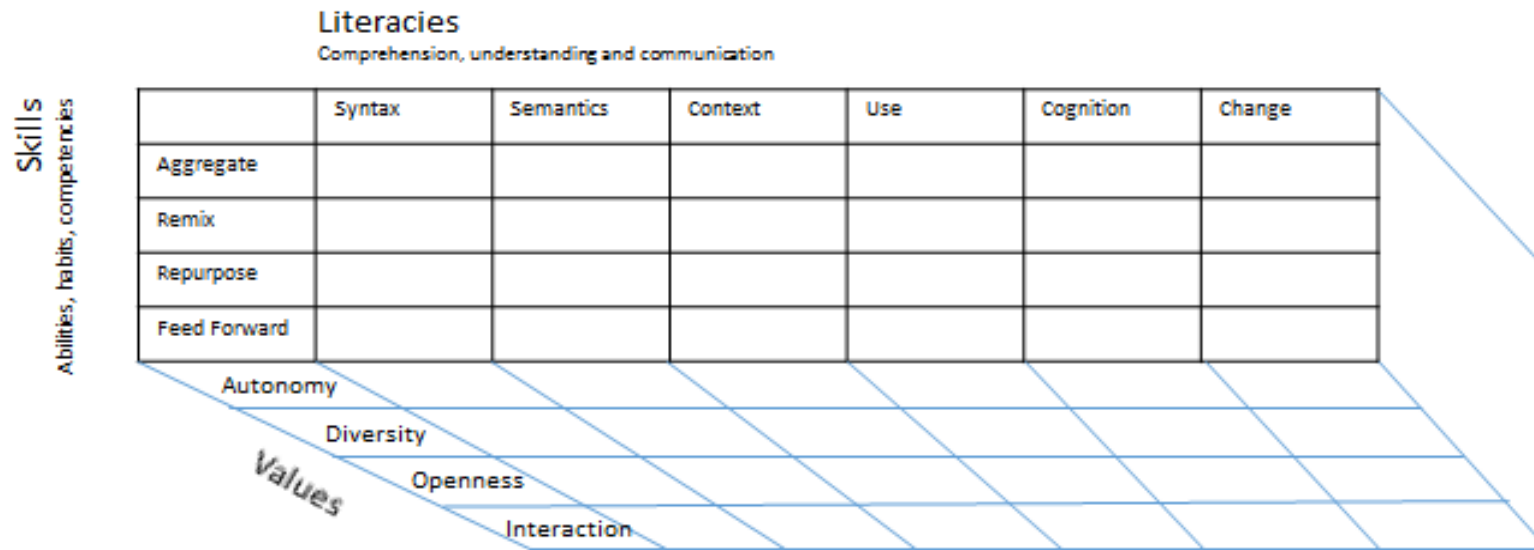 Literacies
Comprehension, understanding and communication
Skills
Abilities, habits, competencies
Syntax Semantics Context Use Cognition Change
Aggregate
Remix
Repurpose
Feed Forward
Autonomy
Diversity
Openness
Interaction
Values